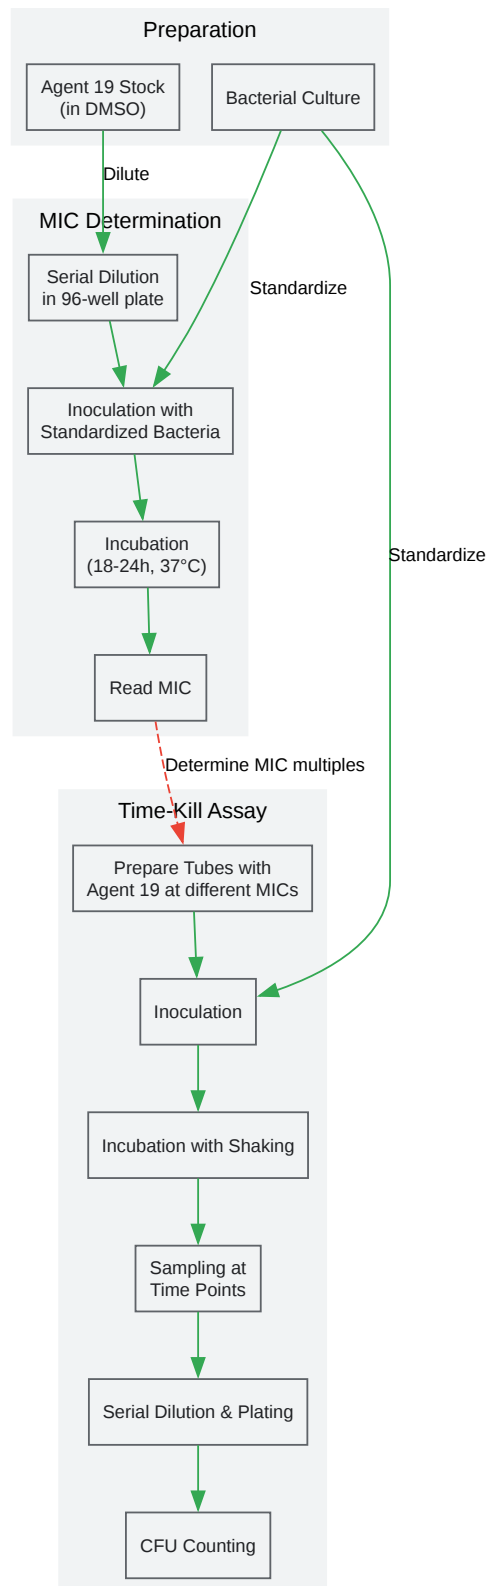 Preparation
Agent 19 Stock
(in DMSO)
Bacterial Culture
Dilute
MIC Determination
Serial Dilution
in 96-well plate
Standardize
Inoculation with
Standardized Bacteria
Incubation
(18-24h, 37°C)
Standardize
Read MIC
Determine MIC multiples
Time-Kill Assay
Prepare Tubes with
Agent 19 at different MICs
Inoculation
Incubation with Shaking
Sampling at
Time Points
Serial Dilution & Plating
CFU Counting